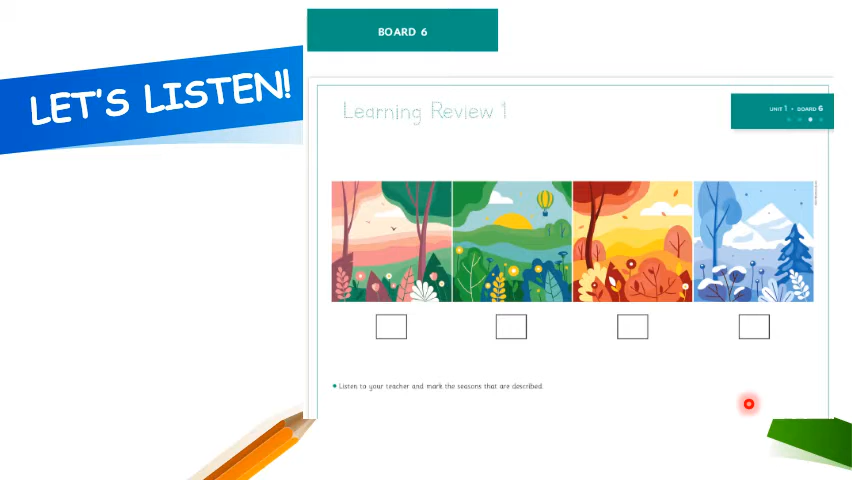 BOARD 6
LET'S LISTEN!
Learning Review 1
UNIT 1 • BOARD 6
Listen to your teacher and mark the seasons that are described.